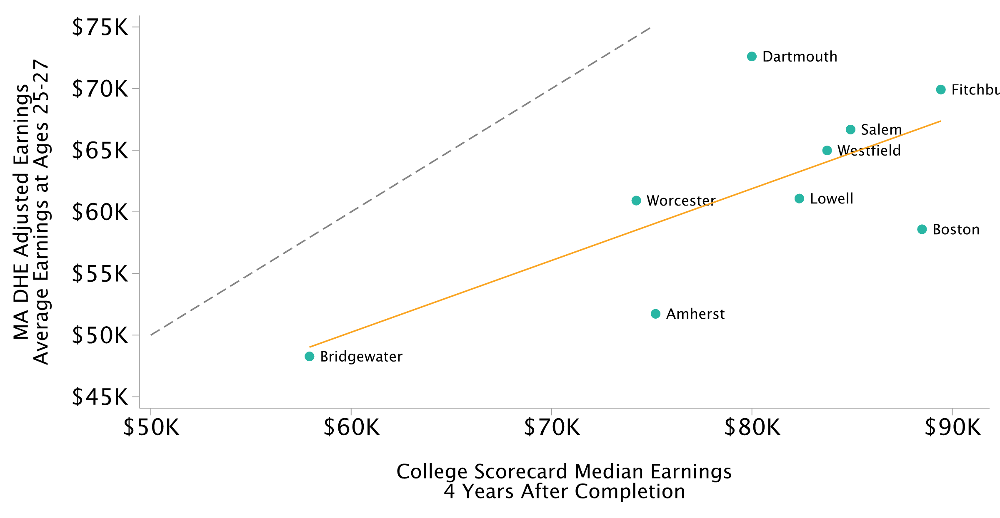 MA DHE Adjusted Earnings
Average Earnings at Ages 25-27
$75K
$70K
$65K
$60K
$55K
$50K
$45K
Dartmouth
Fitchbu
Salem
Westfield
Worcester
Lowell
Boston
Amherst
Bridgewater
$50K
$60K
$70K
$80K
$90K
College Scorecard Median Earnings
4 Years After Completion